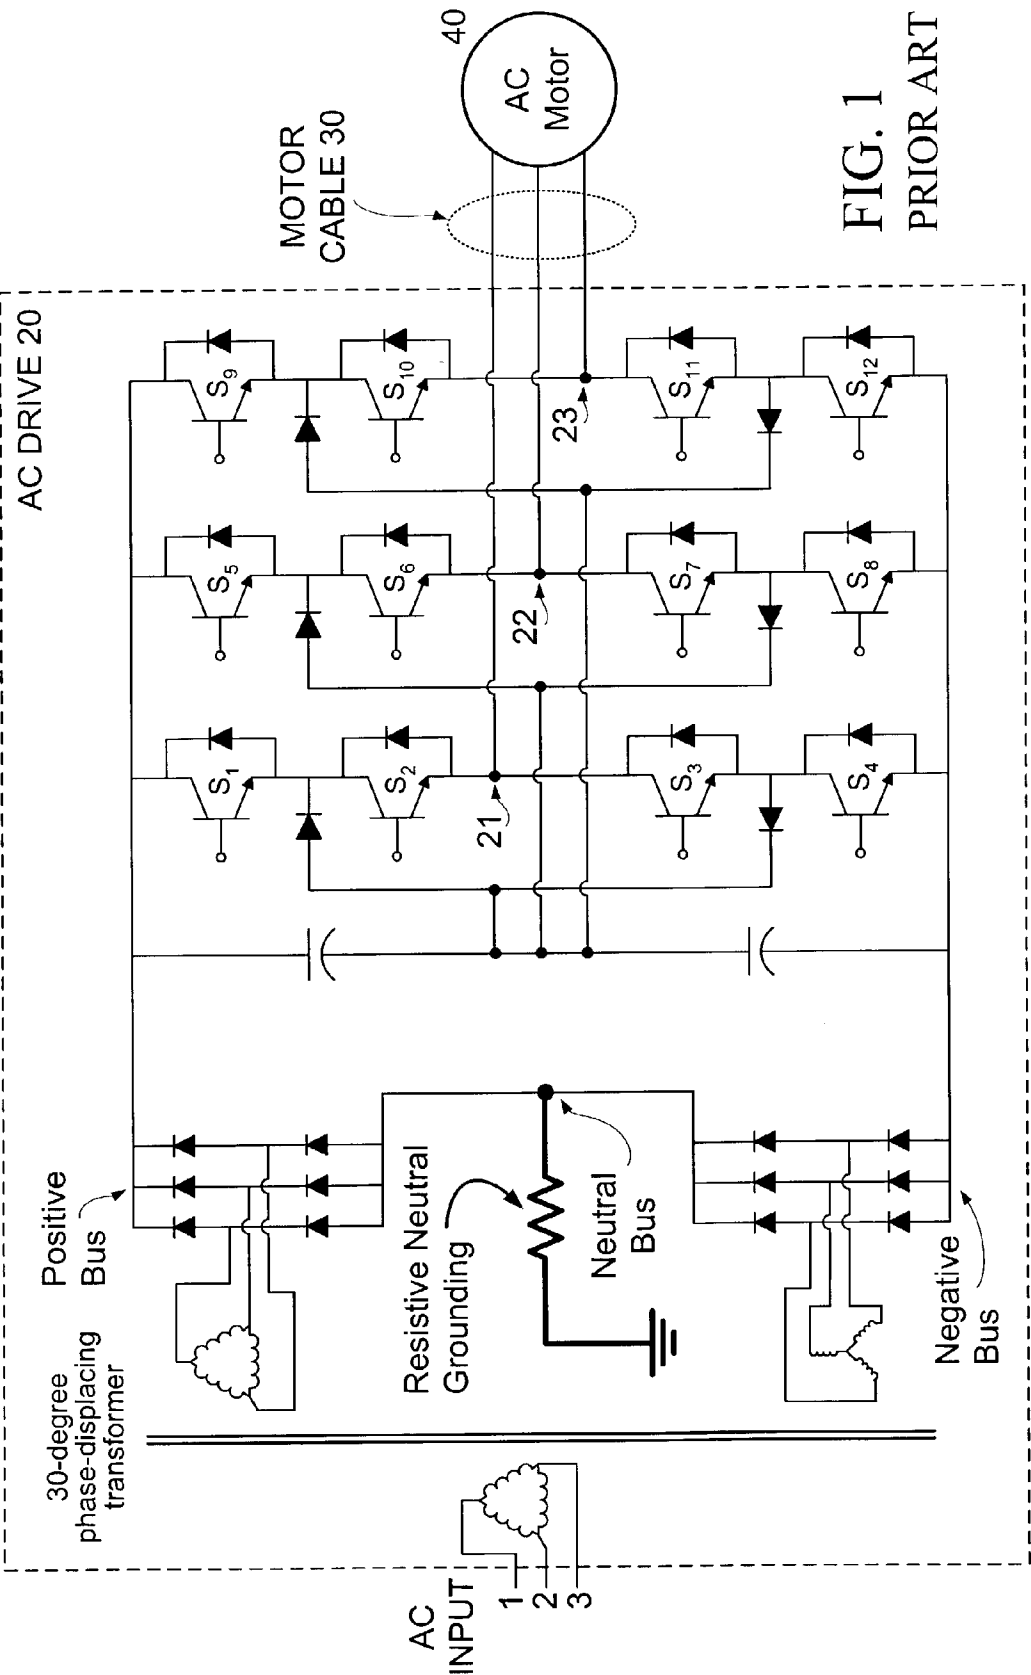 AC DRIVE 20
30-degree
phase-displacing
transformer
Positive
Bus
AC
INPUT
1
2
3
Resistive Neutral
Grounding
Neutral
Bus
Negative
Bus
S1
S2
S3
S4
21
S5
S6
S7
S8
22
S9
S10
S11
S12
23
MOTOR
CABLE 30
40
AC
Motor
FIG. 1
PRIOR ART